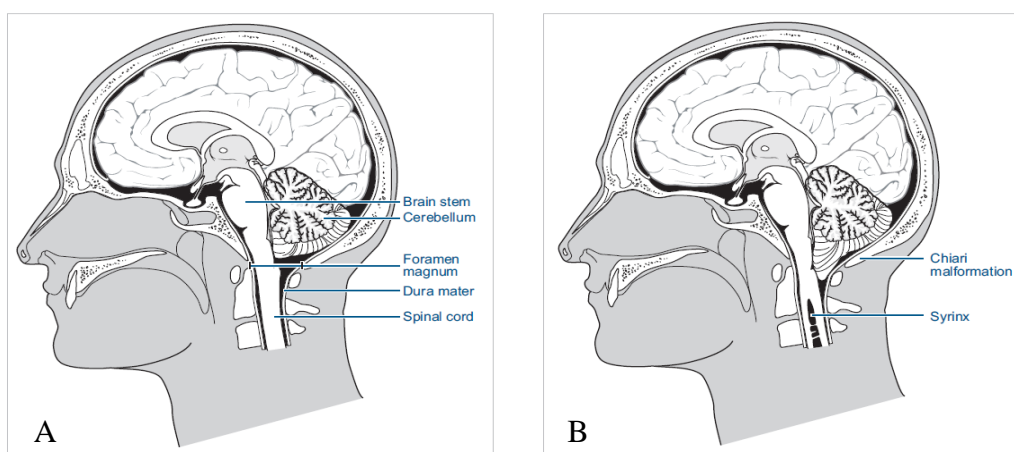 Brain stem
Cerebellum
Foramen
magnum
Dura mater
Spinal cord
A
Chiari
malformation
Syrinx
B